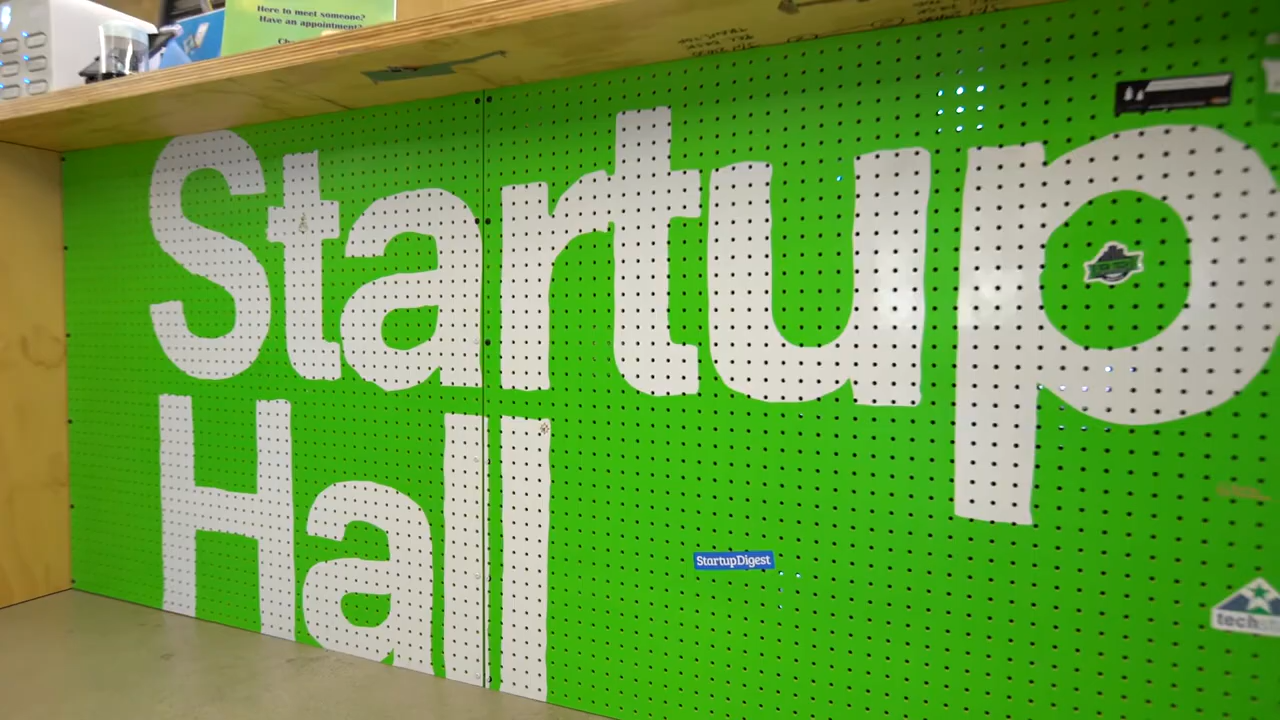 Here to meet someone?
Have an appointment?
Startup
Hall
StartupDigest